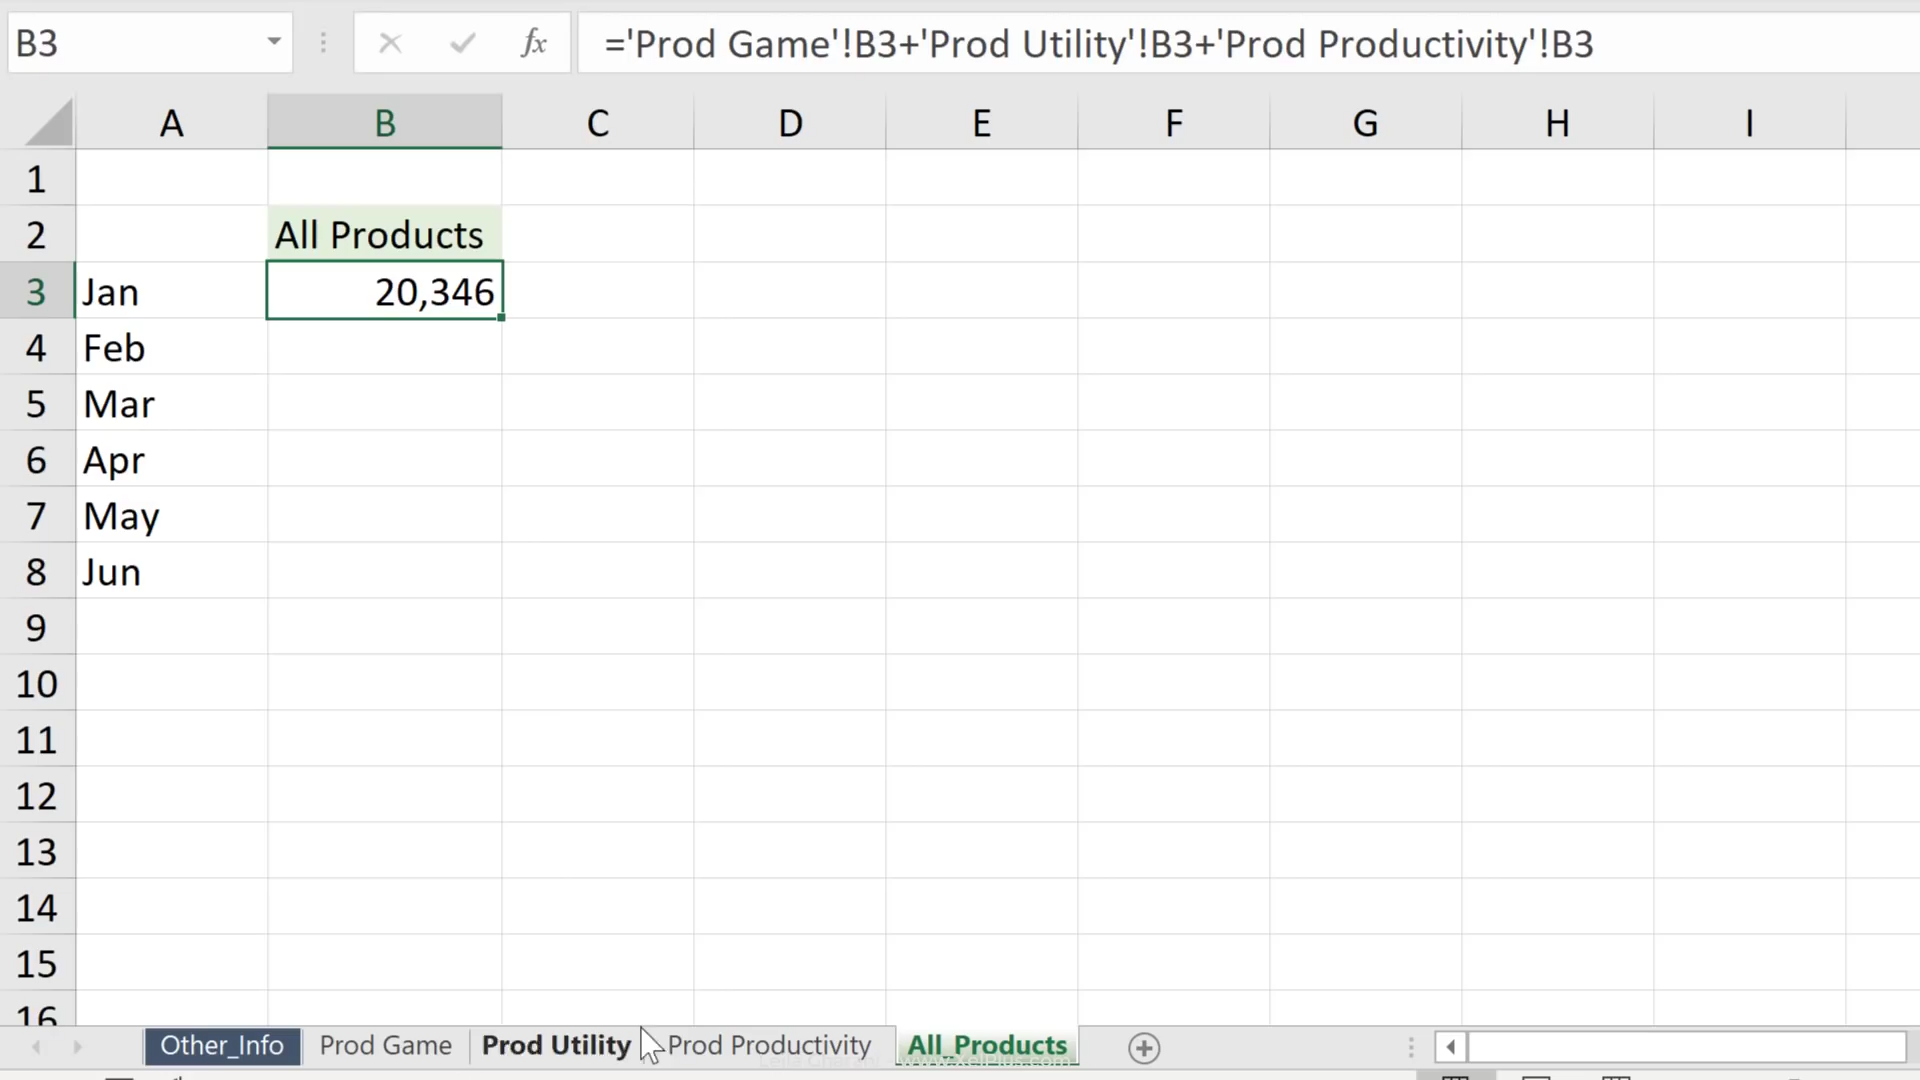 B3 fx ='Prod Game'!B3+'Prod Utility'!B3+'Prod Productivity'!B3
A B C D E F G H I
1
2 All Products
3 Jan 20,346
4 Feb
5 Mar
6 Apr
7 May
8 Jun
9
10
11
12
13
14
15
16
Other_Info Prod Game Prod Utility Prod Productivity All_Products